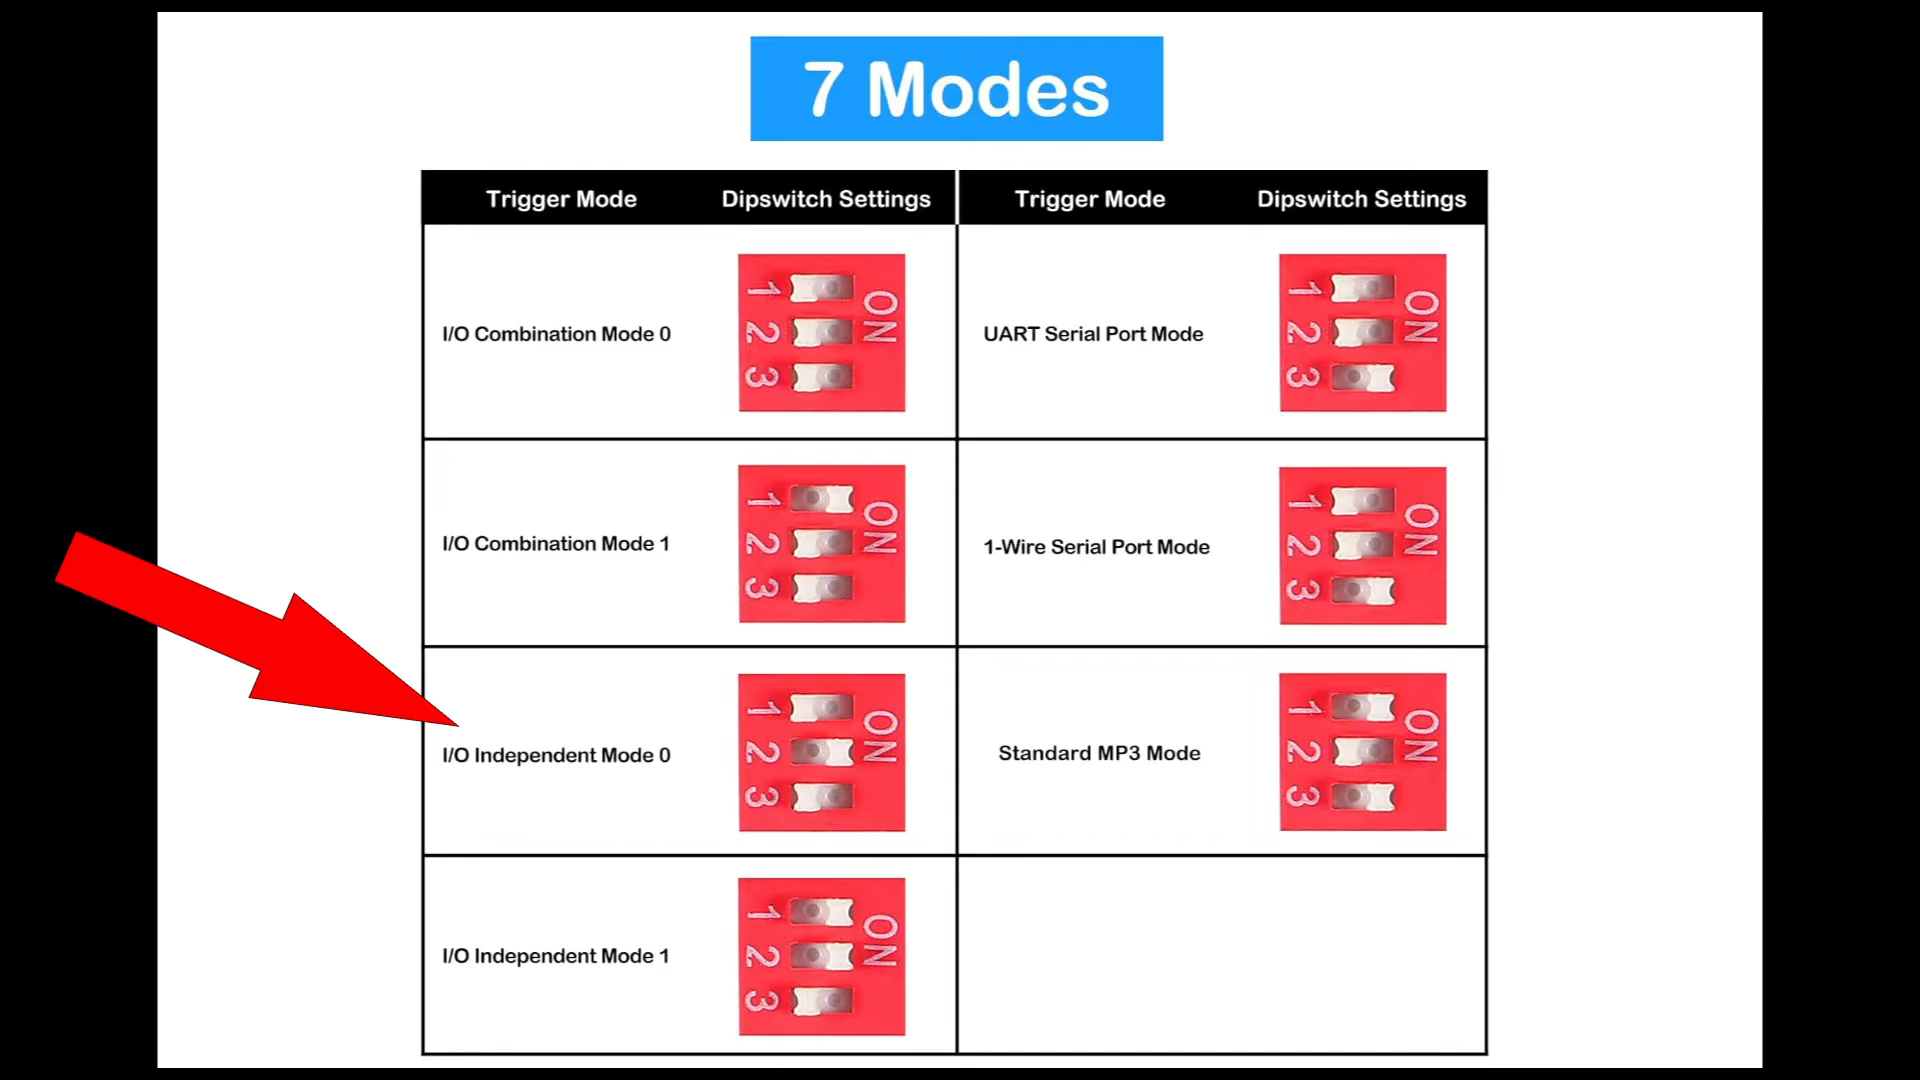 7 Modes
Trigger Mode Dipswitch Settings Trigger Mode Dipswitch Settings
I/O Combination Mode 0
1
2
3
ON
UART Serial Port Mode
1
2
3
ON
I/O Combination Mode 1
1
2
3
ON
1-Wire Serial Port Mode
1
2
3
ON
I/O Independent Mode 0
1
2
3
ON
Standard MP3 Mode
1
2
3
ON
I/O Independent Mode 1
1
2
3
ON